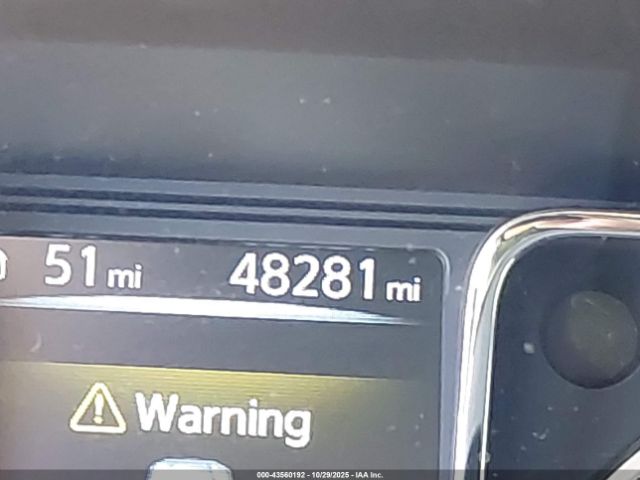 51 mi 48281 mi
Warning
000-43560192 - 10/29/2025 - IAA Inc.